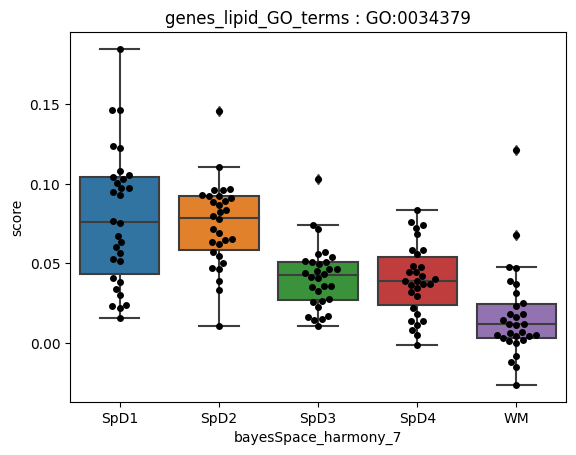 genes_lipid_GO_terms : GO:0034379
score
0.15
0.10
0.05
0.00
SpD1 SpD2 SpD3 SpD4 WM
bayesSpace_harmony_7